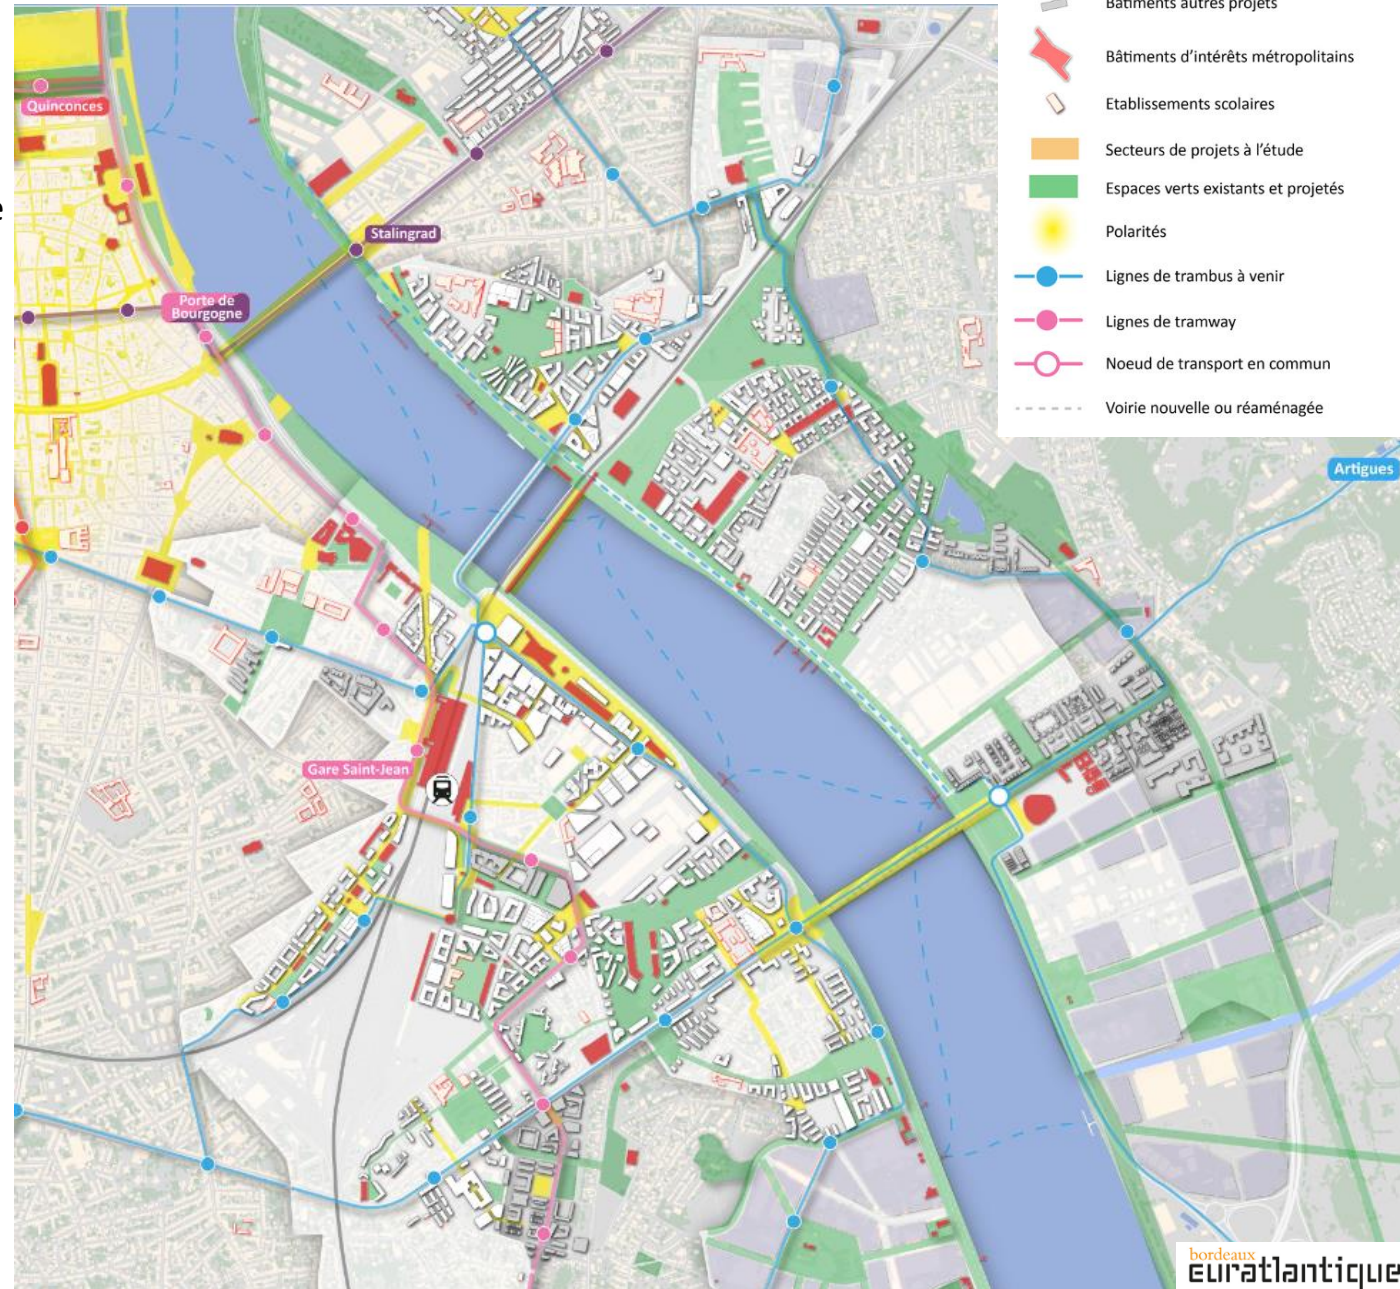 Bâtiments autres projets
Bâtiments d'intérêts métropolitains
Etablissements scolaires
Secteurs de projets à l'étude
Espaces verts existants et projetés
Polarités
Lignes de trambus à venir
Lignes de tramway
Noeud de transport en commun
Voirie nouvelle ou réaménagée
Quinconces
e
Stalingrad
Porte de
Bourgogne
Artigues
Gare Saint-Jean
bordeaux
euratlantique